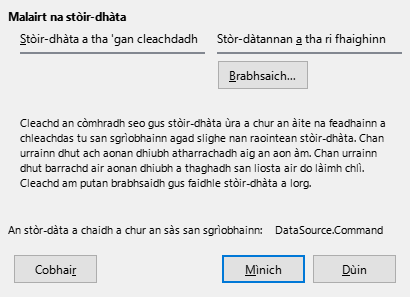 Malairt na stòir-dhàta
Stòir-dhàta a tha 'gan cleachdadh
Stòr-dàtannan a tha ri fhaighinn
Brabhsaich...
Cleachd an còmhradh seo gus stòir-dhàta ùra a chur an àite na feadhainn a
chleachdas tu san sgrìobhainn agad slighe nan raointean stòir-dhàta. Chan
urrainn dhut ach aonan dhiubh atharrachadh aig an aon àm. Chan urrainn
dhut barrachd air aonan dhiubh a thaghadh san liosta air do làimh chlì.
Cleachd am putan brabhsaidh gus faidhle stòir-dhàta a lorg.
An stòr-dàta a chaidh a chur an sàs san sgrìobhainn: DataSource.Command
Cobhair
Mìnich
Dùin